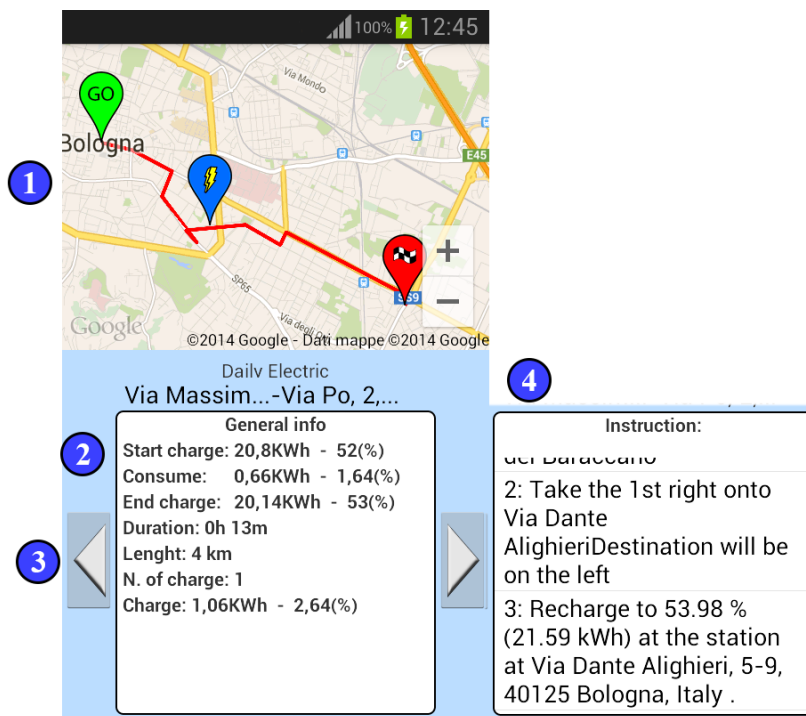 100% 12:45
Via Mondo
GO
Bologna
E45
1
+
SP65
SS9
−
Via degli
Google
©2014 Google - Dati mappe ©2014 Google
Daily Electric
4
Via Massim...-Via Po, 2,...
General info
Instruction:
2
Start charge: 20,8KWh - 52(%)
Consume: 0,66KWh - 1,64(%)
End charge: 20,14KWh - 53(%)
Duration: 0h 13m
3
Lenght: 4 km
N. of charge: 1
Charge: 1,06KWh - 2,64(%)
del Baraccano
2: Take the 1st right onto
Via Dante
AlighieriDestination will be
on the left
3: Recharge to 53.98 %
(21.59 kWh) at the station
at Via Dante Alighieri, 5-9,
40125 Bologna, Italy .